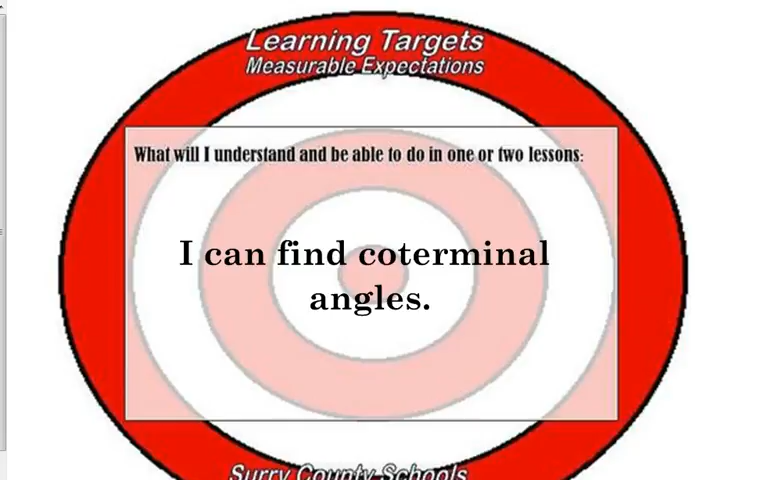 Learning Targets
Measurable Expectations
What will I understand and be able to do in one or two lessons:
I can find coterminal
angles.
Surry County Schools